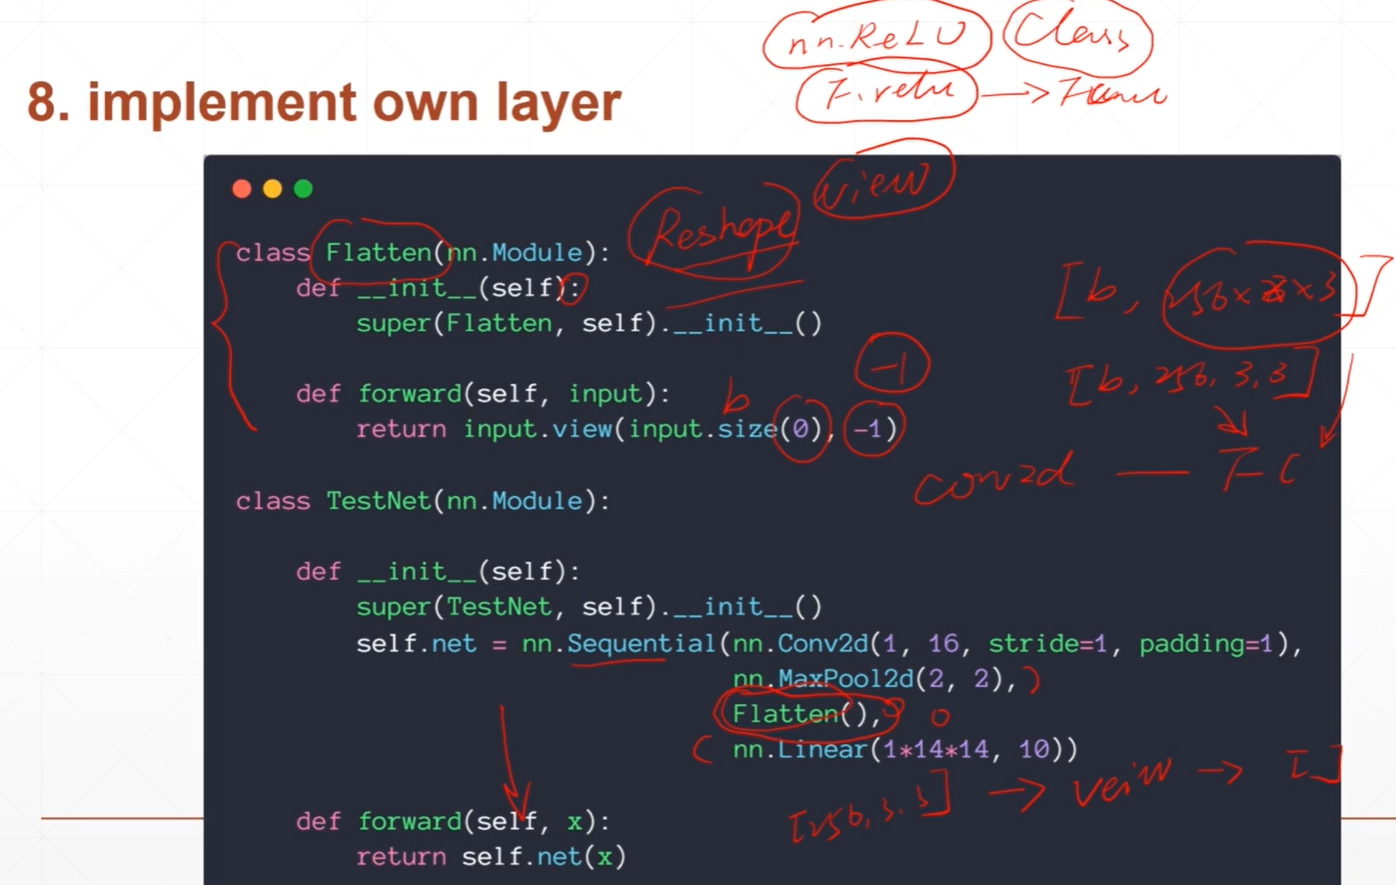 nn.ReLU Class
F.relu →
8. implement own layer
view
Reshape
class Flatten(nn.Module):
def __init__(self):
super(Flatten, self).__init__()
[b, 256×3×3]
-1
[b, 256, 3, 3]
def forward(self, input):
b
return input.view(input.size(0), -1)
conv2d — FC
class TestNet(nn.Module):
def __init__(self):
super(TestNet, self).__init__()
self.net = nn.Sequential(nn.Conv2d(1, 16, stride=1, padding=1),
nn.MaxPool2d(2, 2), )
Flatten(),
( nn.Linear(1*14*14, 10))
[256, 3, 3] → veiw → [ ]
def forward(self, x):
return self.net(x)